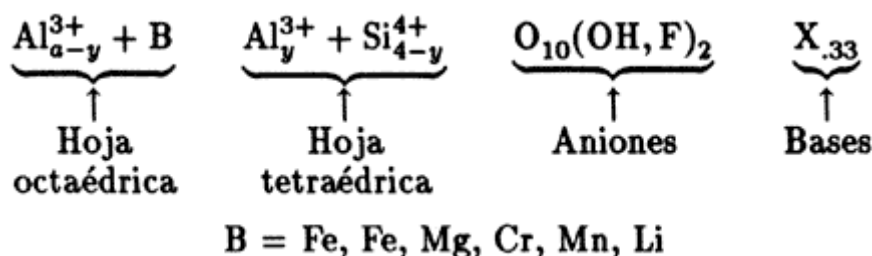 Al³⁺ₐ₋ᵧ + B Al³⁺ᵧ + Si⁴⁺₄₋ᵧ O₁₀(OH, F)₂ X.₃₃
↑ ↑ ↑ ↑
Hoja Hoja Aniones Bases
octaédrica tetraédrica
B = Fe, Fe, Mg, Cr, Mn, Li